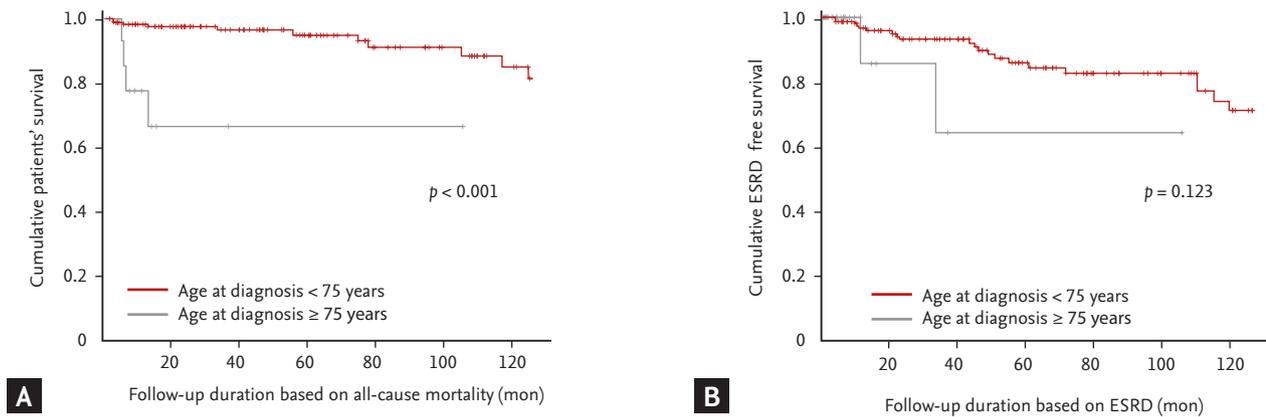 Cumulative patients' survival
1.0
0.8
0.6
0.4
0.2
0
p < 0.001
Age at diagnosis < 75 years
Age at diagnosis ≥ 75 years
20 40 60 80 100 120
Follow-up duration based on all-cause mortality (mon)
A
Cumulative ESRD free survival
1.0
0.8
0.6
0.4
0.2
0
p = 0.123
Age at diagnosis < 75 years
Age at diagnosis ≥ 75 years
20 40 60 80 100 120
Follow-up duration based on ESRD (mon)
B